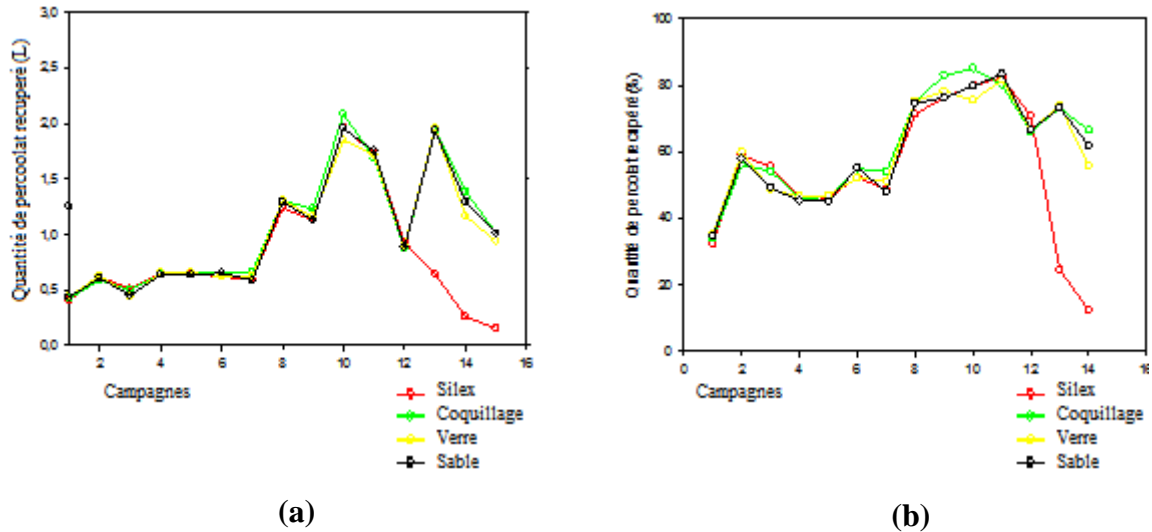 Quantité de percoolat recuperé (L)
3,0
2,5
2,0
1,5
1,0
0,5
0,0
2
4
6
8
10
12
14
16
Campagnes
Silex
Coquillage
Verre
Sable
(a)
Quantité de percolat recupéré (%)
100
80
60
40
20
0
0
2
4
6
8
10
12
14
16
Campagnes
Silex
Coquillage
Verre
Sable
(b)